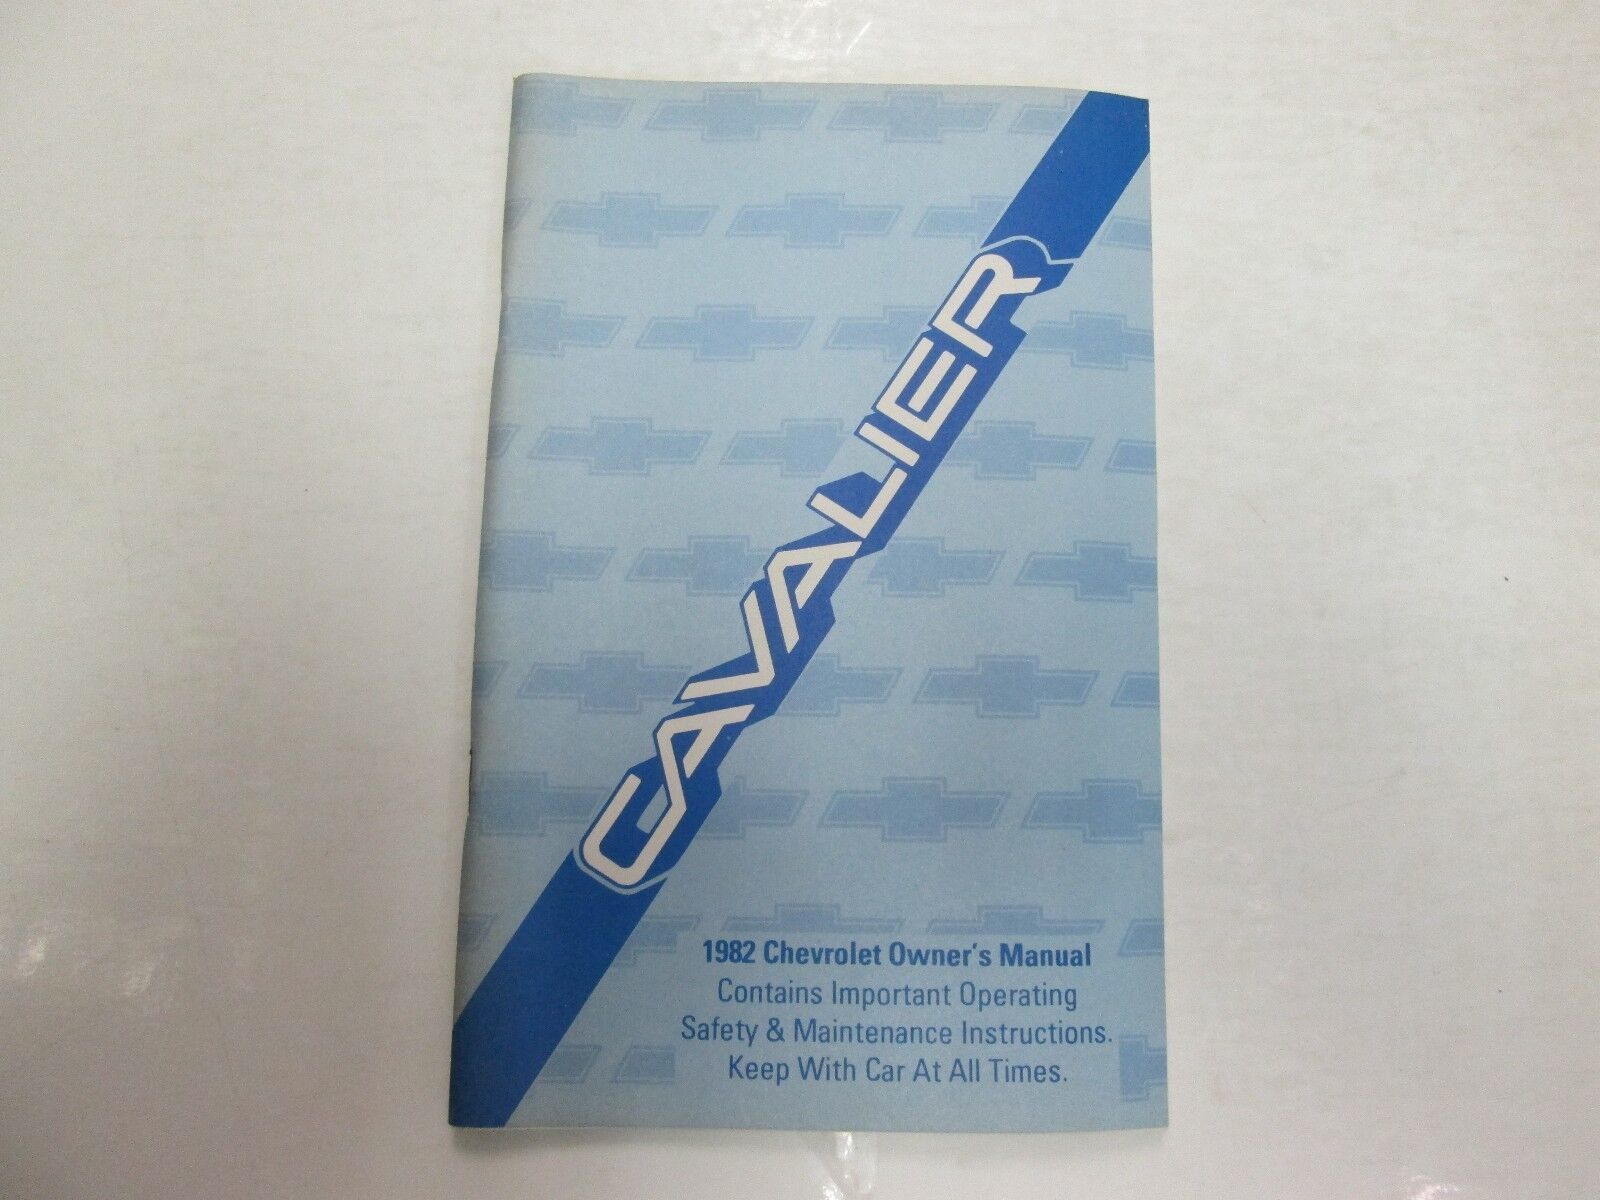 CAVALIER
1982 Chevrolet Owner's Manual
Contains Important Operating
Safety & Maintenance Instructions.
Keep With Car At All Times.